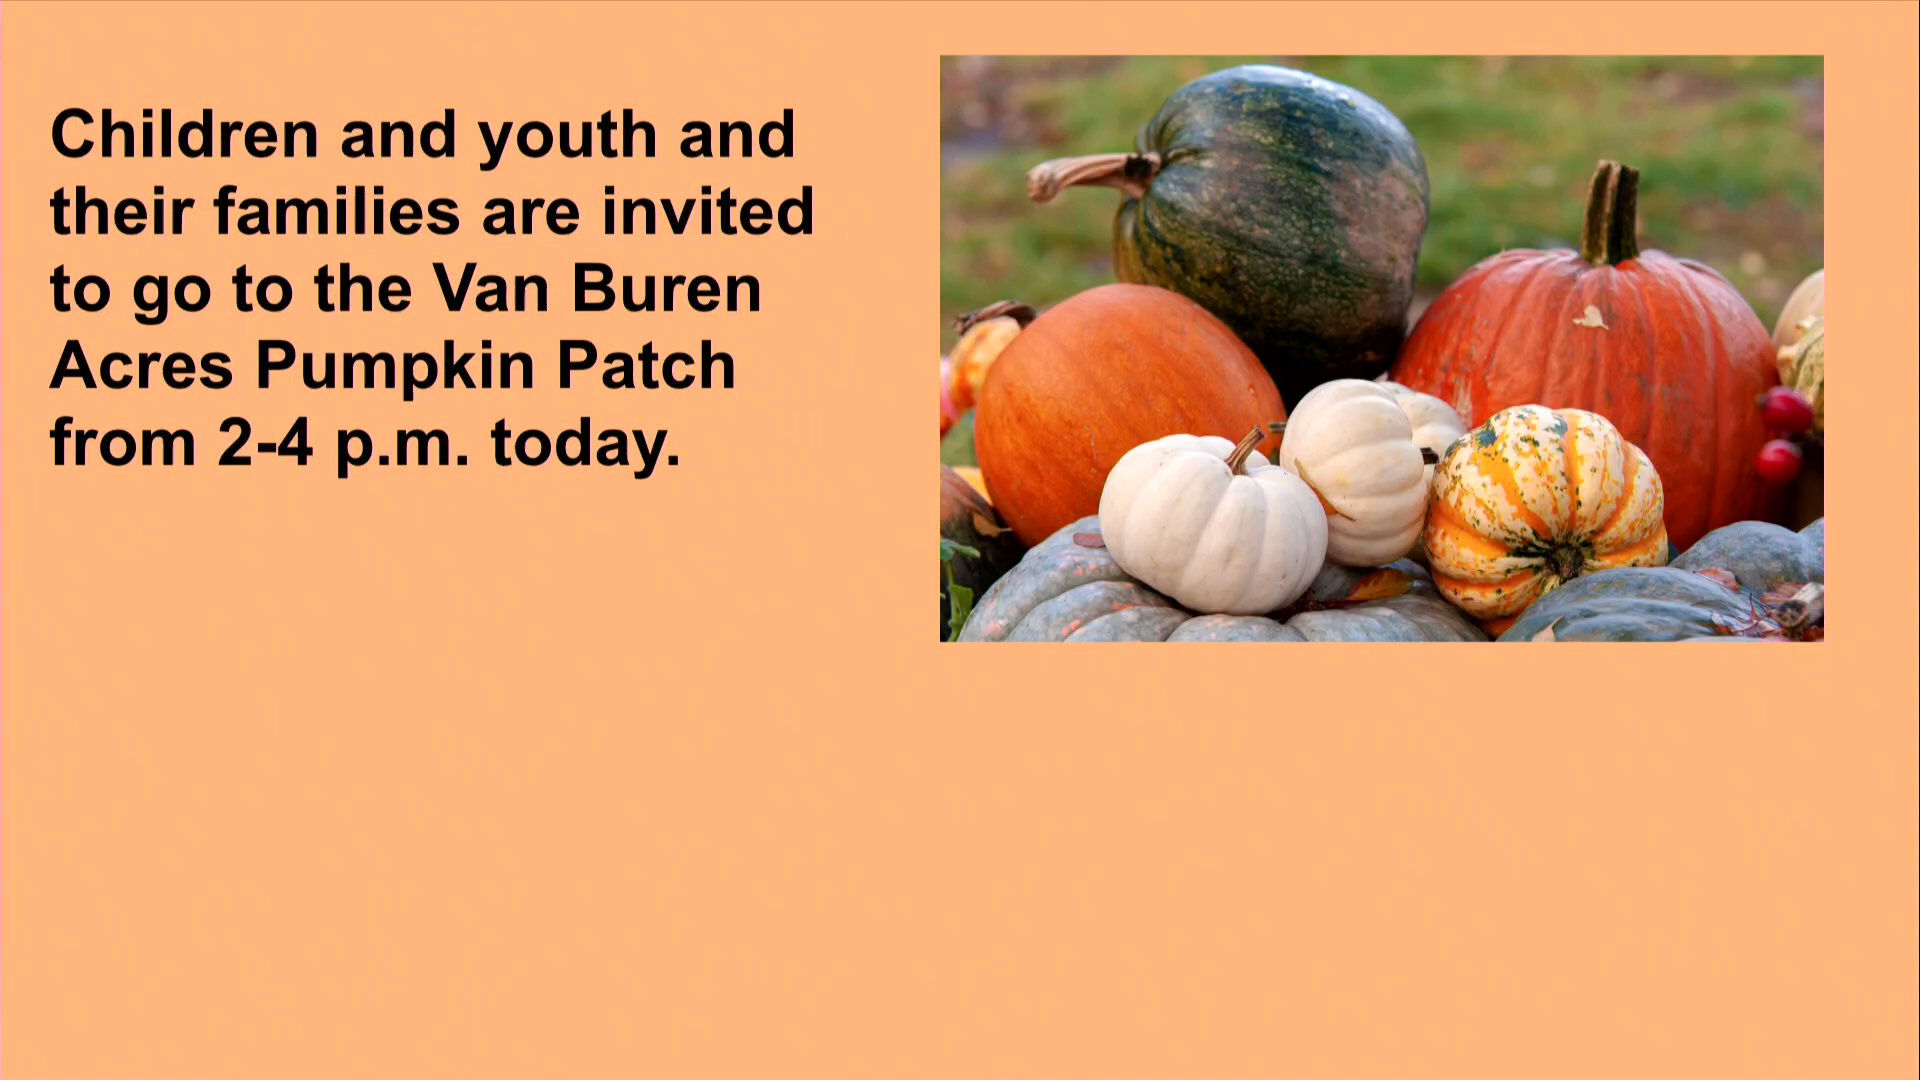 Children and youth and
their families are invited
to go to the Van Buren
Acres Pumpkin Patch
from 2-4 p.m. today.